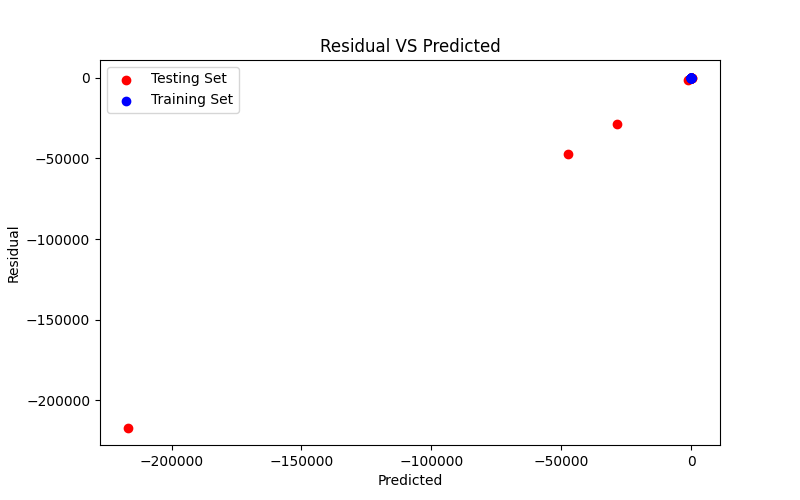 Residual VS Predicted
Testing Set
Training Set
0
−50000
−100000
−150000
−200000
Residual
−200000
−150000
−100000
−50000
0
Predicted